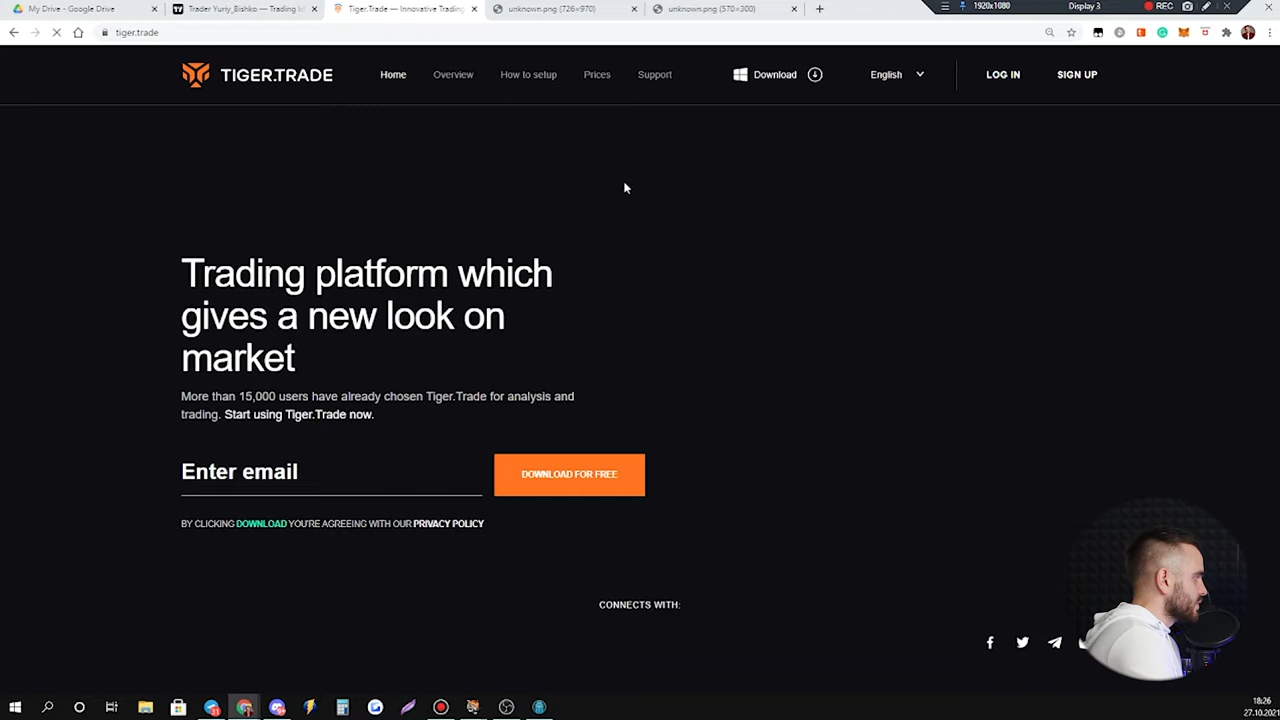 My Drive - Google Drive
Trader Yuriy_Bishko — Trading Id
Tiger.Trade — Innovative Trading
unknown.png (726×970)
unknown.png (570×300)
1920x1080
Display 3
REC
tiger.trade
TIGER.TRADE
Home
Overview
How to setup
Prices
Support
Download
English
LOG IN
SIGN UP
Trading platform which
gives a new look on
market
More than 15,000 users have already chosen Tiger.Trade for analysis and
trading. Start using Tiger.Trade now.
Enter email
DOWNLOAD FOR FREE
BY CLICKING DOWNLOAD YOU'RE AGREEING WITH OUR PRIVACY POLICY
CONNECTS WITH:
18:26
27.10.2021